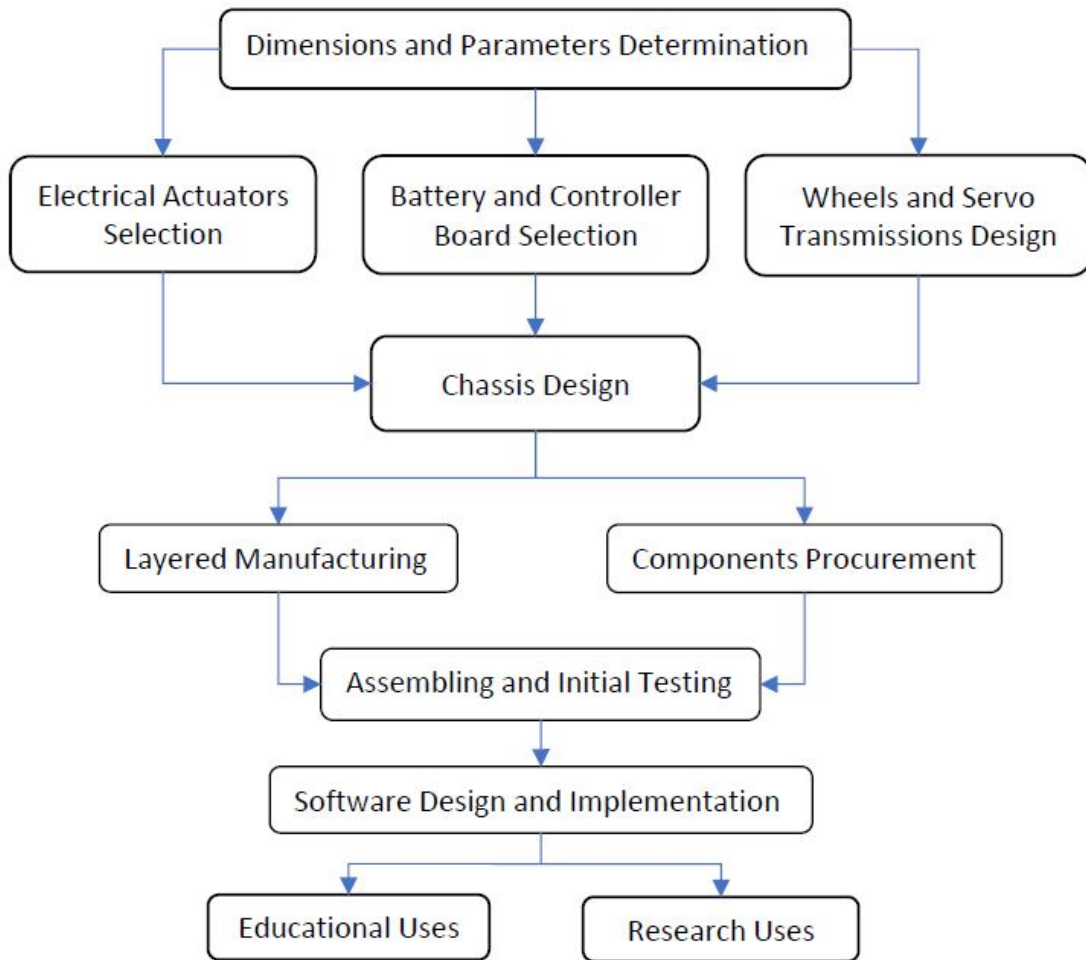 Dimensions and Parameters Determination
Electrical Actuators
Selection
Battery and Controller
Board Selection
Wheels and Servo
Transmissions Design
Chassis Design
Layered Manufacturing
Components Procurement
Assembling and Initial Testing
Software Design and Implementation
Educational Uses
Research Uses